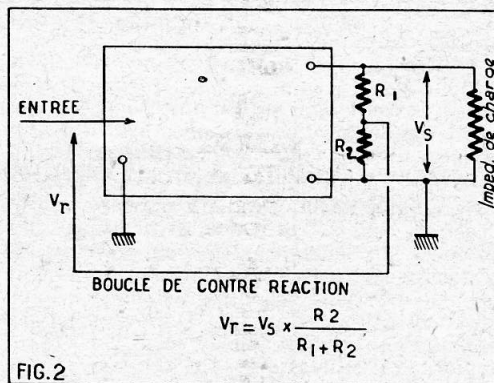 ENTREE
R1
R2
VS
Imped. de charge
Vr
BOUCLE DE CONTRE REACTION
Vr = VS x R2
R1 + R2
FIG. 2